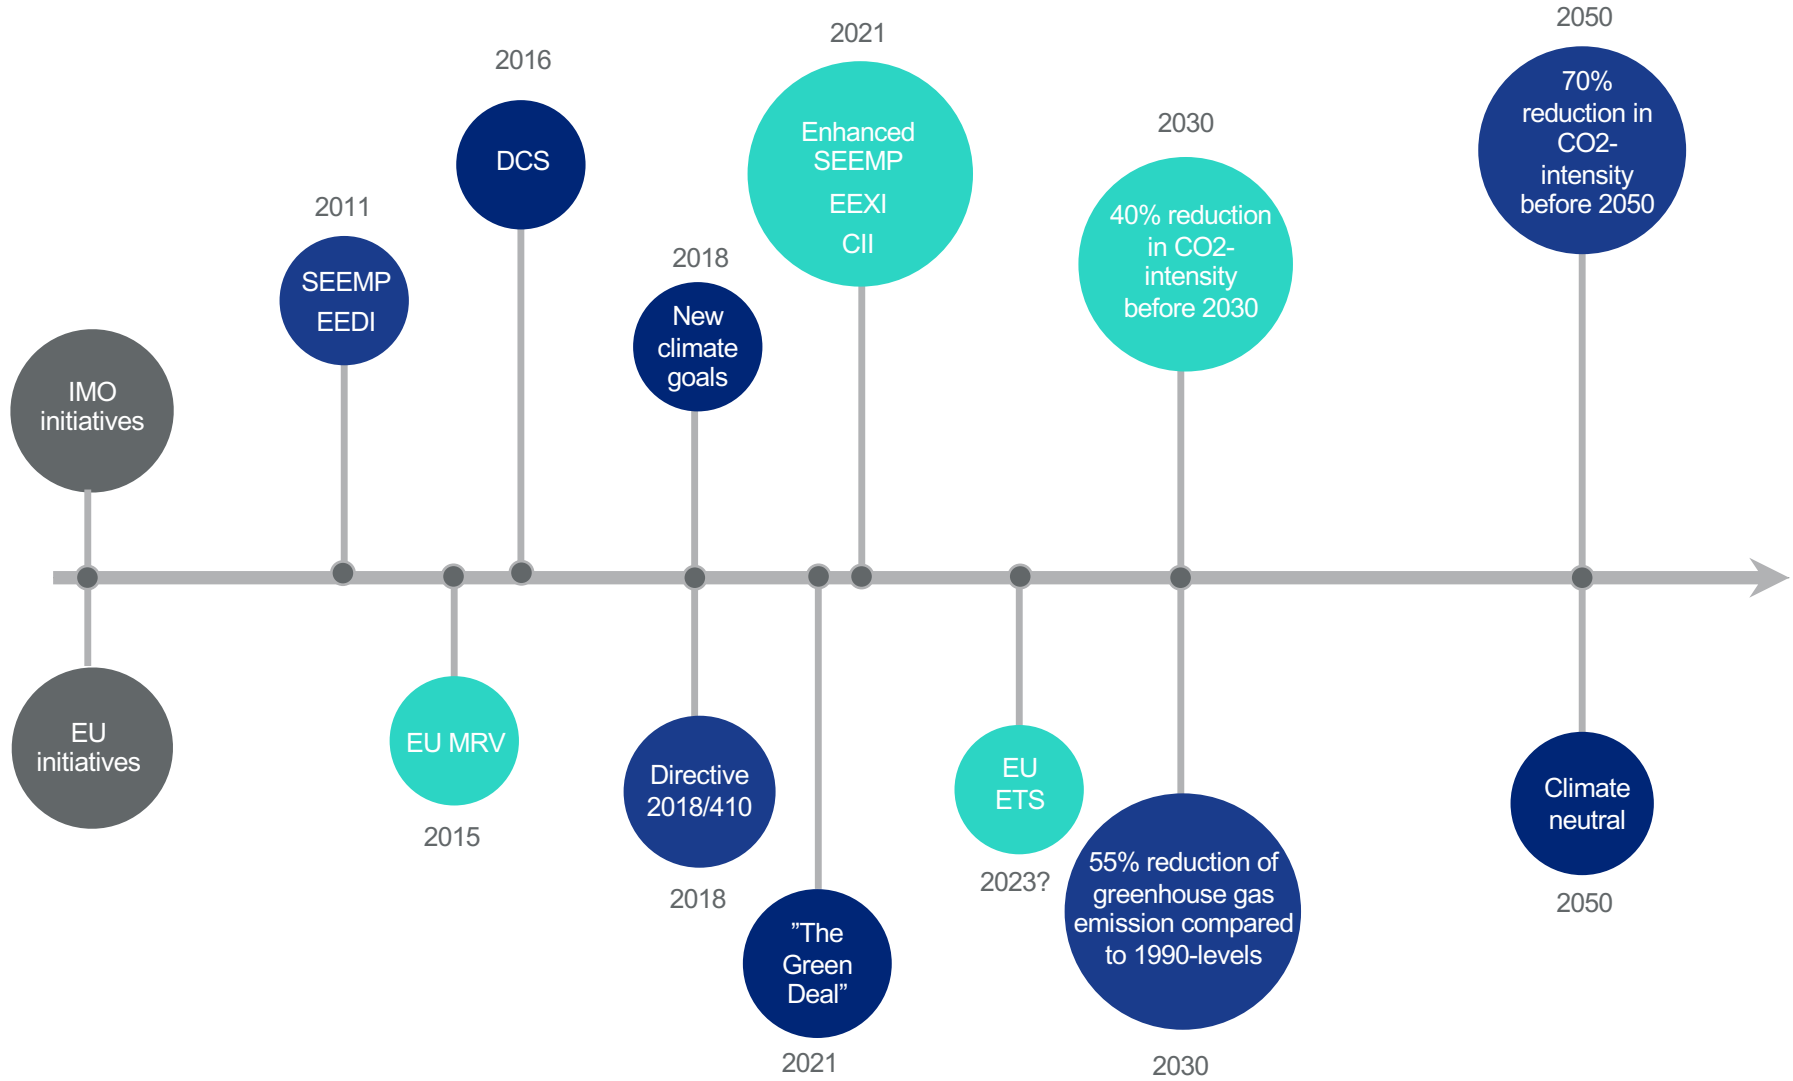 IMO
initiatives
2011
SEEMP
EEDI
2016
DCS
2018
New
climate
goals
2021
Enhanced
SEEMP
EEXI
CII
2030
40% reduction
in CO2-
intensity
before 2030
2050
70%
reduction in
CO2-
intensity
before 2050
EU
initiatives
EU MRV
2015
Directive
2018/410
2018
”The
Green
Deal”
2021
EU
ETS
2023?
55% reduction of
greenhouse gas
emission compared
to 1990-levels
2030
Climate
neutral
2050